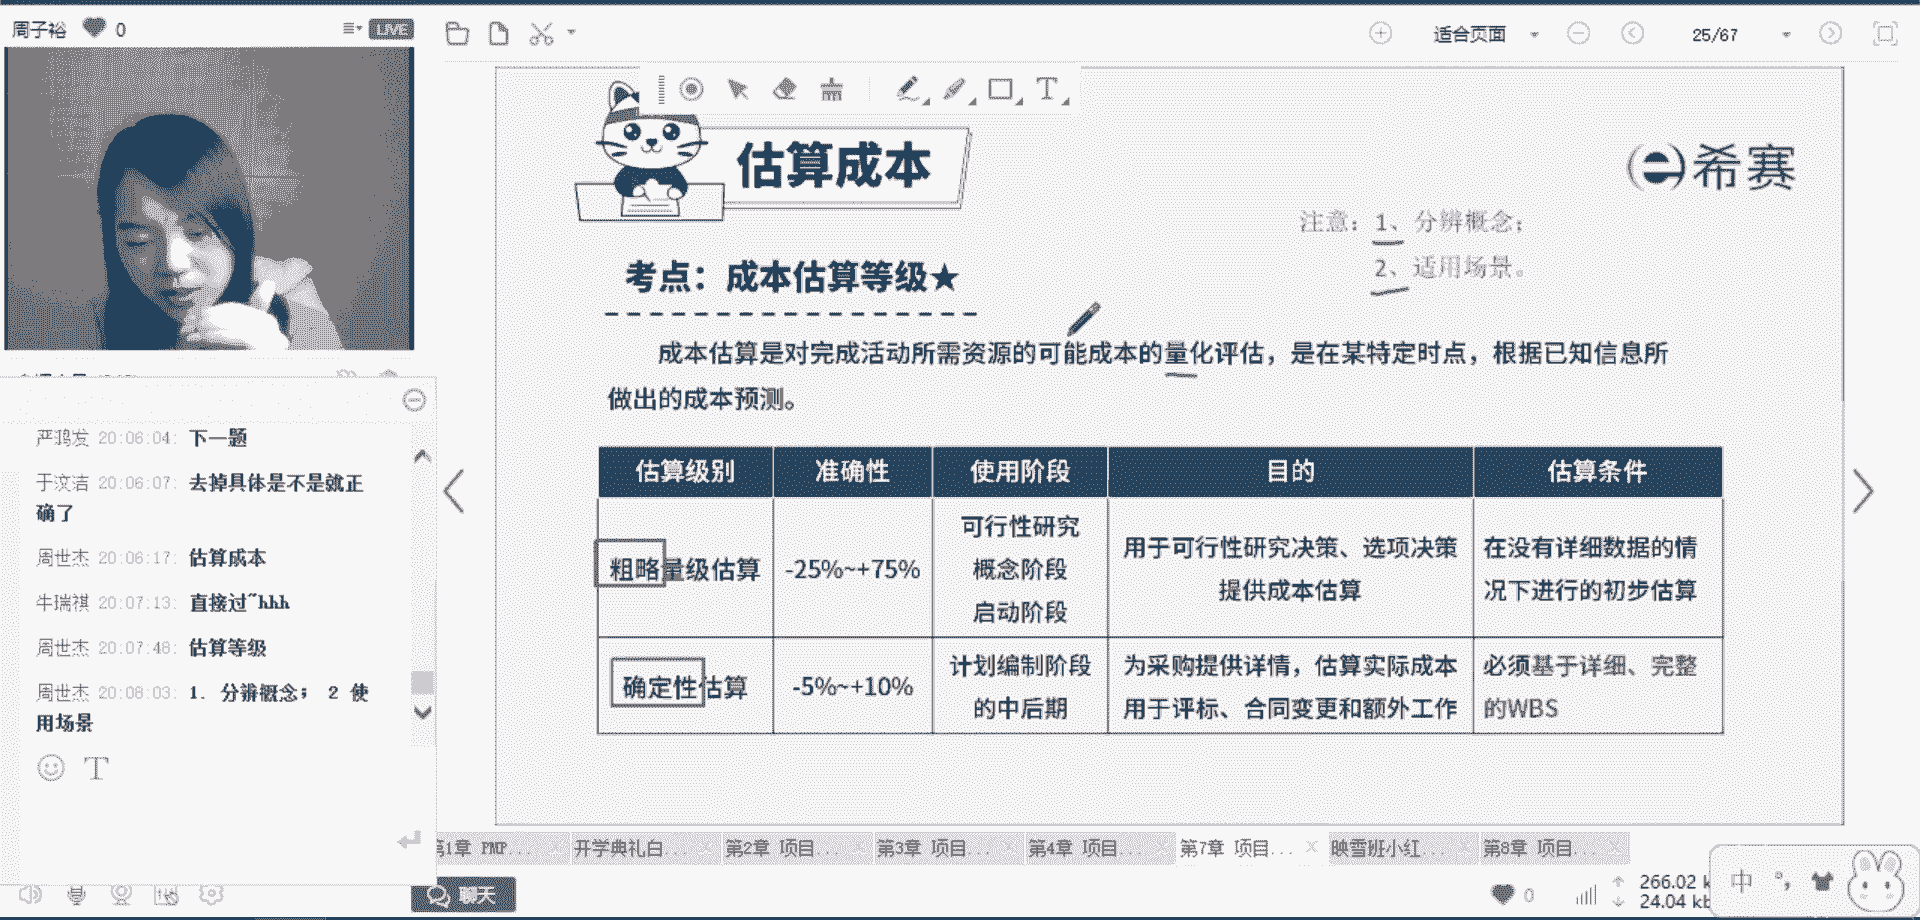 周子裕 0
LIVE
适合页面
25/67
估算成本
希赛
注意：1、分辨概念；
2、适用场景。
考点：成本估算等级★
成本估算是对完成活动所需资源的可能成本的量化评估，是在某特定时点，根据已知信息所
做出的成本预测。
估算级别 准确性 使用阶段 目的 估算条件
粗略量级估算 -25%~+75% 可行性研究 概念阶段 启动阶段 用于可行性研究决策、选项决策 提供成本估算 在没有详细数据的情 况下进行的初步估算
确定性估算 -5%~+10% 计划编制阶段 的中后期 为采购提供详情，估算实际成本 用于评标、合同变更和额外工作 必须基于详细、完整 的WBS
严鸿发 20:06:04: 下一题
于汶洁 20:06:07: 去掉具体是不是就正
确了
周世杰 20:06:17: 估算成本
牛瑞祺 20:07:13: 直接过~hhh
周世杰 20:07:48: 估算等级
周世杰 20:08:03: 1. 分辨概念； 2 使
用场景
第1章 PMP... 开学典礼白... 第2章 项目... 第3章 项目... 第4章 项目... 第7章 项目... 映雪班小红... 第8章 项目...
聊天
0
266.02 k
24.04 kb
中